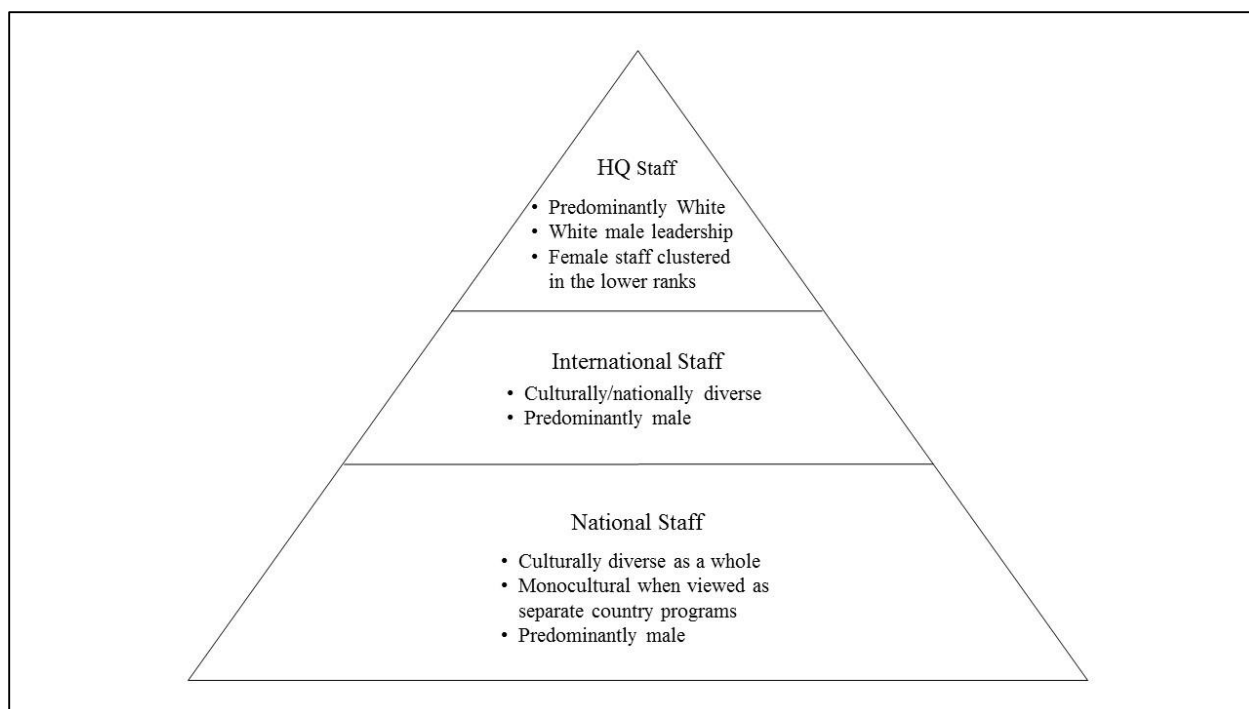 HQ Staff
• Predominantly White
• White male leadership
• Female staff clustered
in the lower ranks
International Staff
• Culturally/nationally diverse
• Predominantly male
National Staff
• Culturally diverse as a whole
• Monocultural when viewed as
separate country programs
• Predominantly male